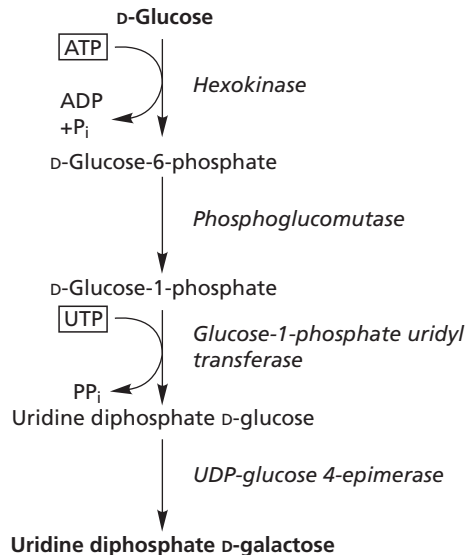 D-Glucose
ATP
Hexokinase
ADP
+Pi
D-Glucose-6-phosphate
Phosphoglucomutase
D-Glucose-1-phosphate
UTP
Glucose-1-phosphate uridyl
transferase
PPi
Uridine diphosphate D-glucose
UDP-glucose 4-epimerase
Uridine diphosphate D-galactose